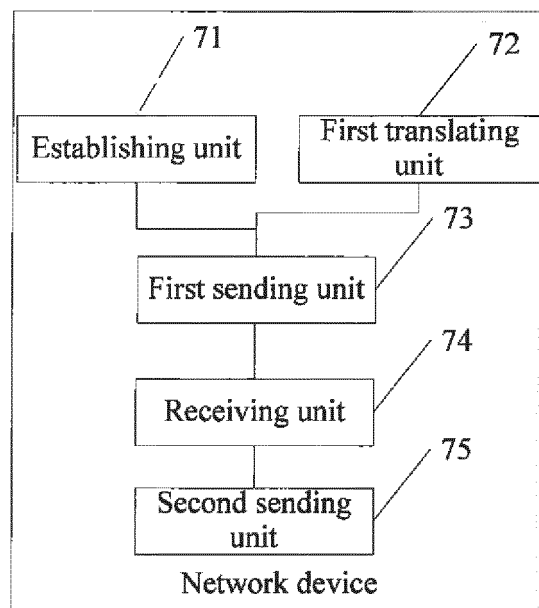 71
72
Establishing unit
First translating
unit
73
First sending unit
74
Receiving unit
75
Second sending
unit
Network device